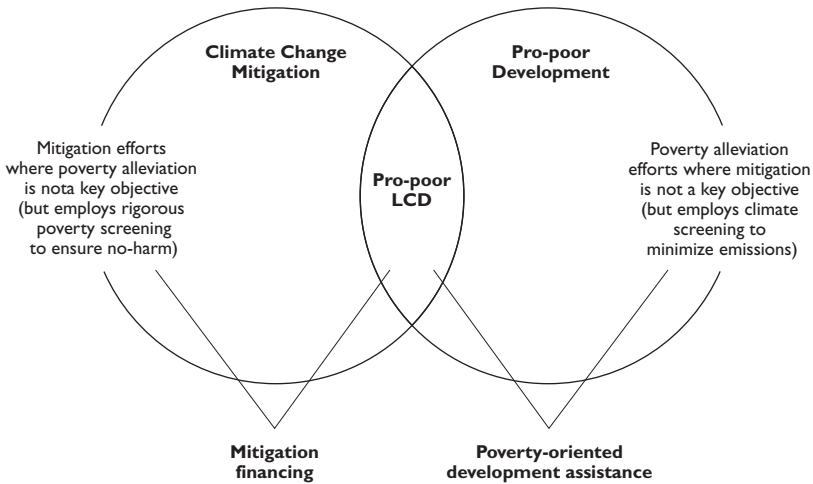 Climate Change
Mitigation
Pro-poor
Development
Mitigation efforts
where poverty alleviation
is nota key objective
(but employs rigorous
poverty screening
to ensure no-harm)
Pro-poor
LCD
Poverty alleviation
efforts where mitigation
is not a key objective
(but employs climate
screening to
minimize emissions)
Mitigation
financing
Poverty-oriented
development assistance